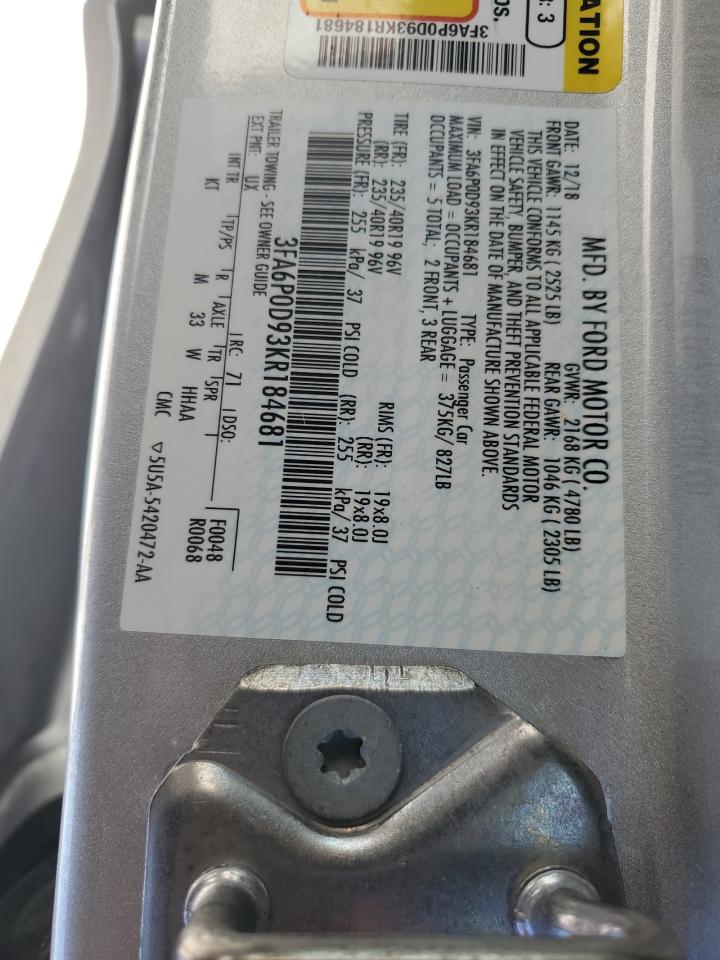 ATION
: 3
OS.
3FA6P0D93KR184681
MFD. BY FORD MOTOR CO.
DATE: 12/18 GVWR: 2168 KG ( 4780 LB)
FRONT GAWR: 1145 KG ( 2525 LB) REAR GAWR: 1046 KG ( 2305 LB)
THIS VEHICLE CONFORMS TO ALL APPLICABLE FEDERAL MOTOR
VEHICLE SAFETY, BUMPER, AND THEFT PREVENTION STANDARDS
IN EFFECT ON THE DATE OF MANUFACTURE SHOWN ABOVE.
VIN: 3FA6P0D93KR184681 TYPE: Passenger Car
MAXIMUM LOAD = OCCUPANTS + LUGGAGE = 375KG/ 827LB
OCCUPANTS = 5 TOTAL; 2 FRONT, 3 REAR
TIRE (FR): 235/40R19 96V RIMS (FR): 19x8.0J
(RR): 235/40R19 96V (RR): 19x8.0J
PRESSURE (FR): 255 kPa/ 37 PSI COLD (RR): 255 kPa/ 37 PSI COLD
3FA6P0D93KR184681
TRAILER TOWING - SEE OWNER GUIDE
EXT PNT: UX RC: 71 DSO:
INT TR TP/PS R AXLE TR SPR F0048
KT M 33 W HHAA R0068
CMC ▽5U5A-5420472-AA